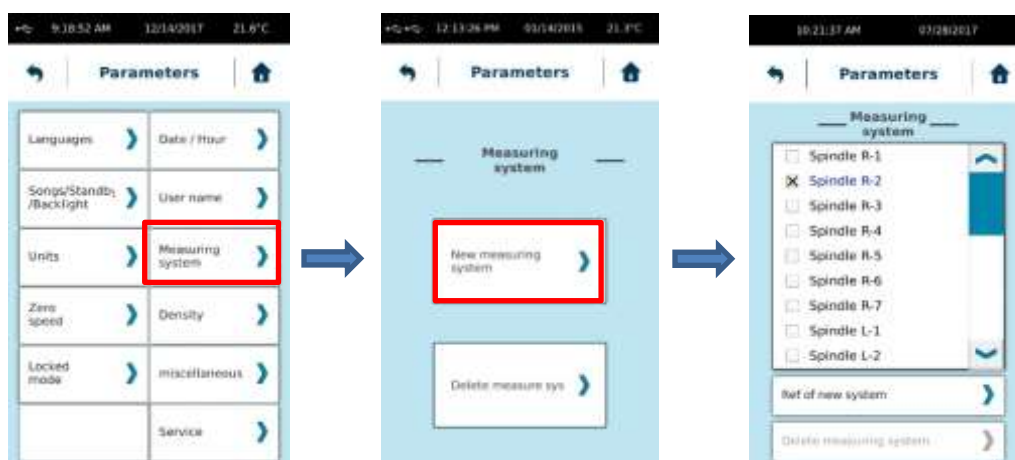 9:18:52 AM 12/14/2017 21.6°C
Parameters
Languages
Date / Hour
Songs/Standby
/Backlight
User name
Units
Measuring
system
Zero
speed
Density
Locked
mode
miscellaneous
Service
12:13:26 PM 03/14/2015 21.3°C
Parameters
Measuring
system
New measuring
system
Delete measure sys
10:21:37 AM 07/28/2017
Parameters
Measuring
system
Spindle R-1
Spindle R-2
Spindle R-3
Spindle R-4
Spindle R-5
Spindle R-6
Spindle R-7
Spindle L-1
Spindle L-2
Ref of new system
Delete measuring system